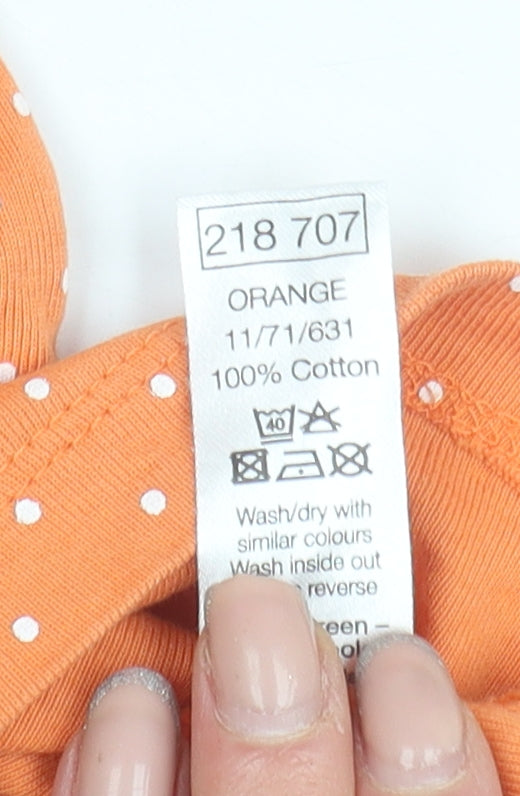 218 707
ORANGE
11/71/631
100% Cotton
40
Wash/dry with
similar colours
Wash inside out
reverse